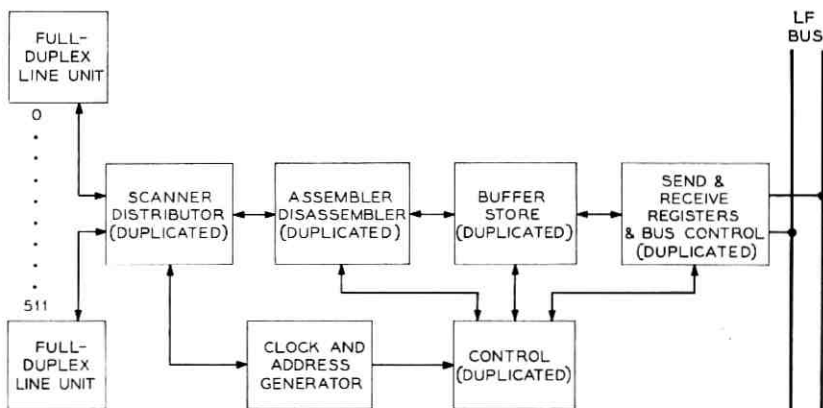 LF
BUS
FULL-
DUPLEX
LINE UNIT
0
511
SCANNER
DISTRIBUTOR
(DUPLICATED)
ASSEMBLER
DISASSEMBLER
(DUPLICATED)
BUFFER
STORE
(DUPLICATED)
SEND &
RECEIVE
REGISTERS
& BUS CONTROL
(DUPLICATED)
FULL-
DUPLEX
LINE UNIT
CLOCK AND
ADDRESS
GENERATOR
CONTROL
(DUPLICATED)